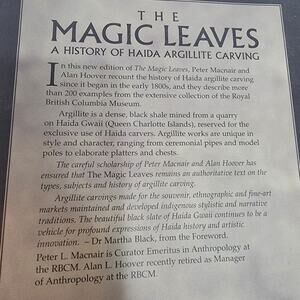 THE
MAGIC LEAVES
A HISTORY OF HAIDA ARGILLITE CARVING
In this new edition of The Magic Leaves, Peter Macnair and
Alan Hoover recount the history of Haida argillite carving
since it began in the early 1800s, and they describe more
than 200 examples from the extensive collection of the Royal
British Columbia Museum.
Argillite is a dense, black shale mined from a quarry
on Haida Gwaii (Queen Charlotte Islands), reserved for the
exclusive use of Haida carvers. Argillite works are unique in
style and character, ranging from ceremonial pipes and model
poles to elaborate platters and chests.
The careful scholarship of Peter Macnair and Alan Hoover has
ensured that The Magic Leaves remains an authoritative text on the
types, subjects and history of argillite carving.
Argillite carvings made for the souvenir, ethnographic and fine-art
markets maintained and developed indigenous stylistic and narrative
traditions. The beautiful black slate of Haida Gwaii continues to be a
vehicle for profound expressions of Haida history and artistic
innovation. – Dr Martha Black, from the Foreword.
Peter L. Macnair is Curator Emeritus in Anthropology at
the RBCM. Alan L. Hoover recently retired as Manager
of Anthropology at the RBCM.